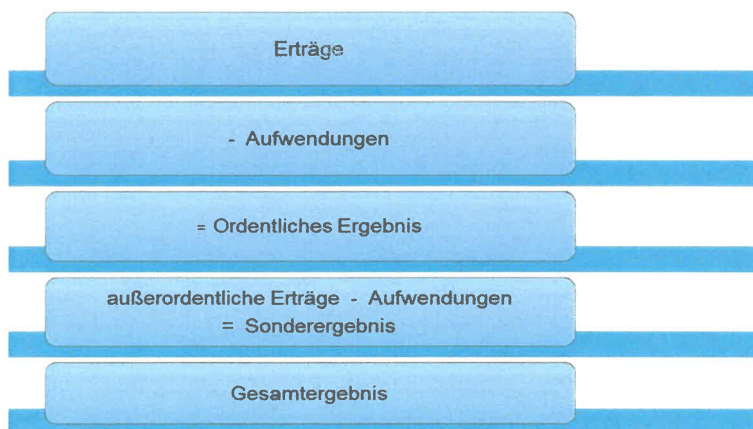 Erträge
- Aufwendungen
= Ordentliches Ergebnis
außerordentliche Erträge - Aufwendungen
= Sonderergebnis
Gesamtergebnis